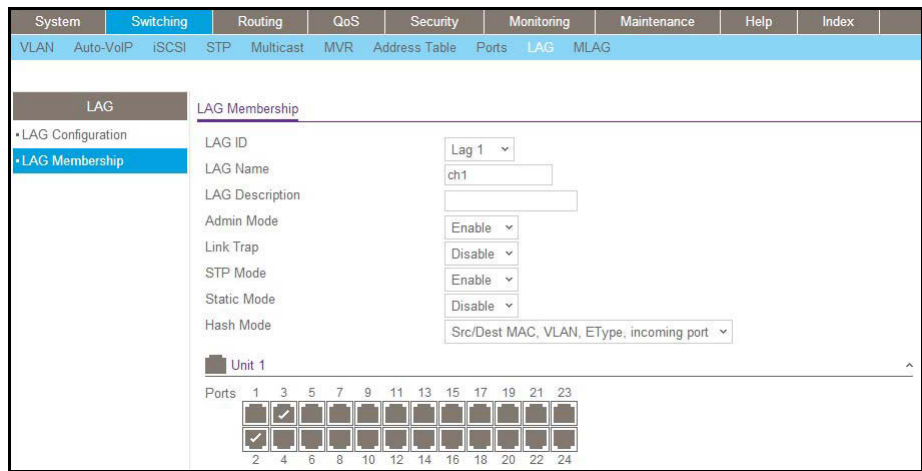 System Switching Routing QoS Security Monitoring Maintenance Help Index
VLAN Auto-VoIP iSCSI STP Multicast MVR Address Table Ports LAG MLAG
LAG
LAG Configuration
LAG Membership
LAG Membership
LAG ID Lag 1
LAG Name ch1
LAG Description
Admin Mode Enable
Link Trap Disable
STP Mode Enable
Static Mode Disable
Hash Mode Src/Dest MAC, VLAN, EType, incoming port
Unit 1
Ports 1 3 5 7 9 11 13 15 17 19 21 23
2 4 6 8 10 12 14 16 18 20 22 24